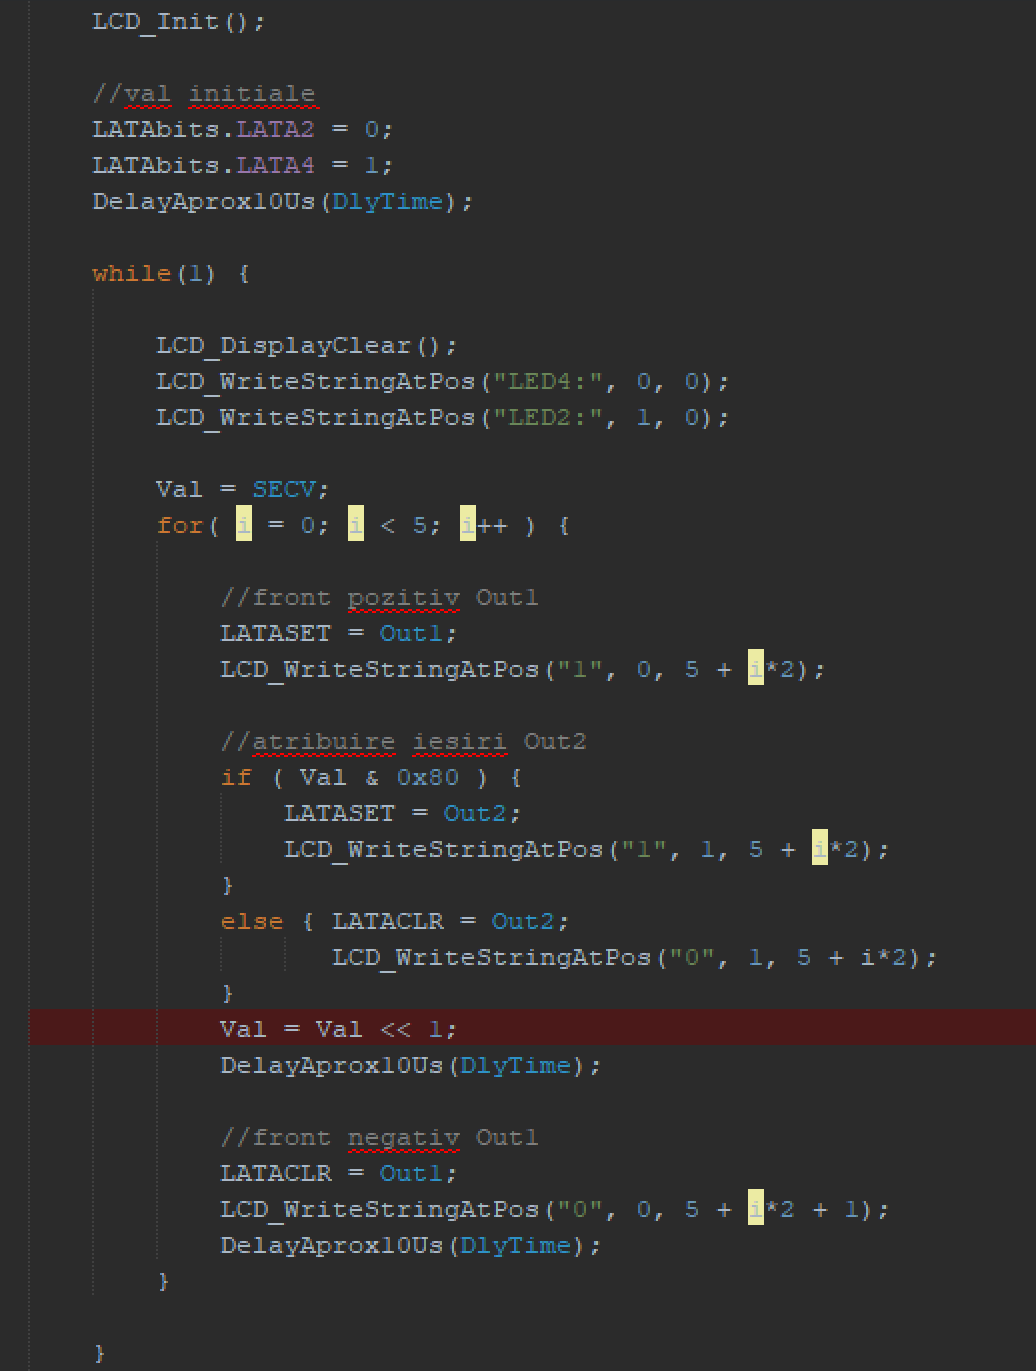 LCD_Init();
//val initiale
LATAbits.LATA2 = 0;
LATAbits.LATA4 = 1;
DelayAprox10Us(DlyTime);
while(1) {
LCD_DisplayClear();
LCD_WriteStringAtPos("LED4:", 0, 0);
LCD_WriteStringAtPos("LED2:", 1, 0);
Val = SECV;
for( i = 0; i < 5; i++ ) {
//front pozitiv Out1
LATASET = Out1;
LCD_WriteStringAtPos("1", 0, 5 + i*2);
//atribuire iesiri Out2
if ( Val & 0x80 ) {
LATASET = Out2;
LCD_WriteStringAtPos("1", 1, 5 + i*2);
}
else { LATACLR = Out2;
LCD_WriteStringAtPos("0", 1, 5 + i*2);
}
Val = Val << 1;
DelayAprox10Us(DlyTime);
//front negativ Out1
LATACLR = Out1;
LCD_WriteStringAtPos("0", 0, 5 + i*2 + 1);
DelayAprox10Us(DlyTime);
}
}